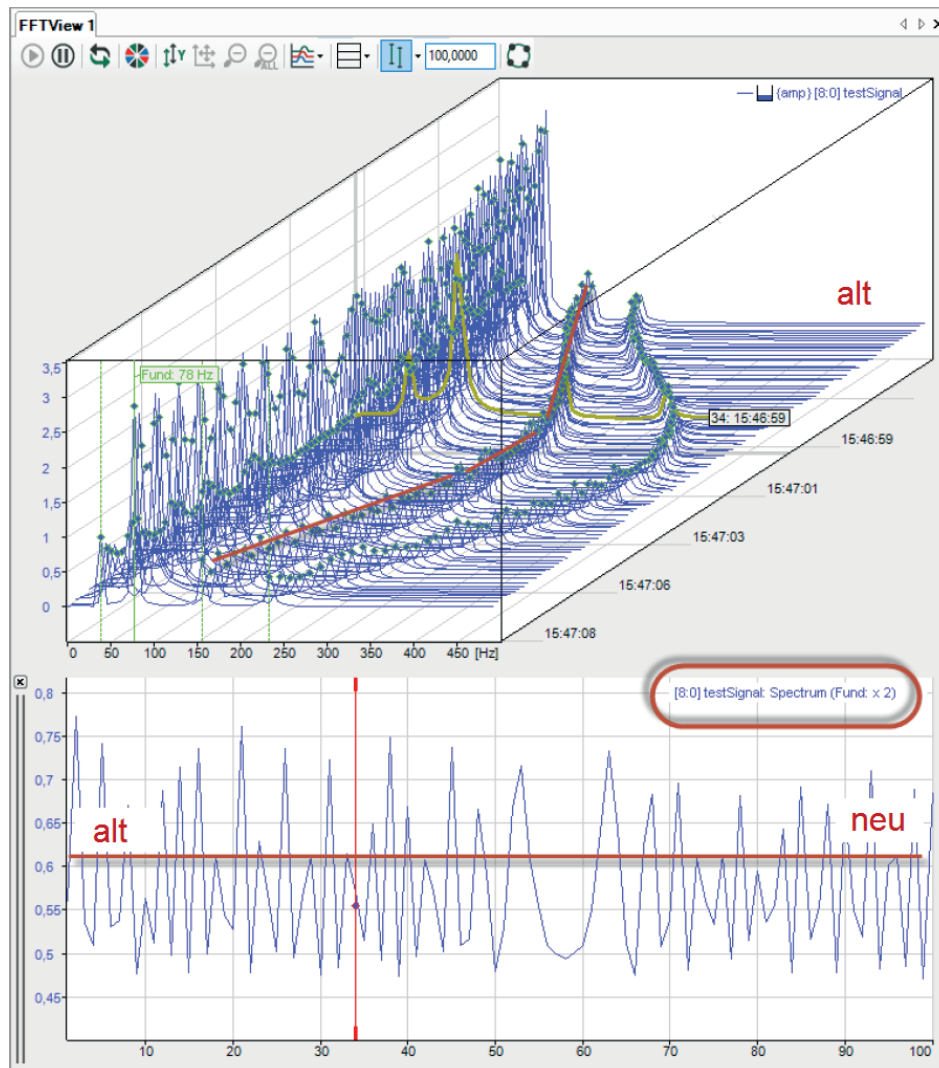 FFTView 1
Y
ALL
100,0000
{amp} [8:0] testSignal
alt
3,5
Fund: 78 Hz
3
2,5
34: 15:46:59
2
15:46:59
1,5
15:47:01
1
15:47:03
0,5
15:47:06
0
15:47:08
0 50 100 150 200 250 300 350 400 450 [Hz]
0,8
[8:0] testSignal: Spectrum (Fund: x 2)
0,75
0,7
0,65
alt
neu
0,6
0,55
0,5
0,45
10 20 30 40 50 60 70 80 90 100